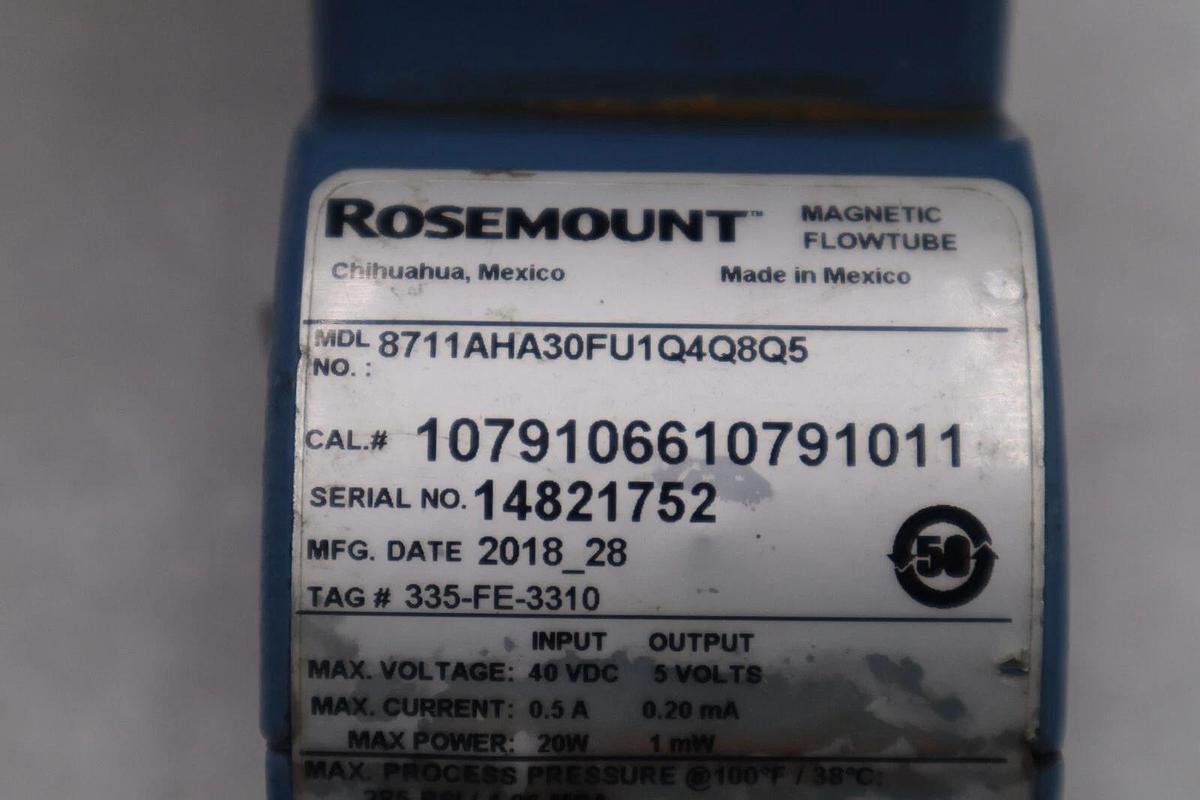 ROSEMOUNT™ MAGNETIC FLOWTUBE
Chihuahua, Mexico Made in Mexico
MDL NO. : 8711AHA30FU1Q4Q8Q5
CAL.# 1079106610791011
SERIAL NO. 14821752
MFG. DATE 2018_28
50
TAG # 335-FE-3310
INPUT OUTPUT
MAX. VOLTAGE: 40 VDC 5 VOLTS
MAX. CURRENT: 0.5 A 0.20 mA
MAX POWER: 20W 1 mW
MAX. PROCESS PRESSURE @100°F / 38°C: